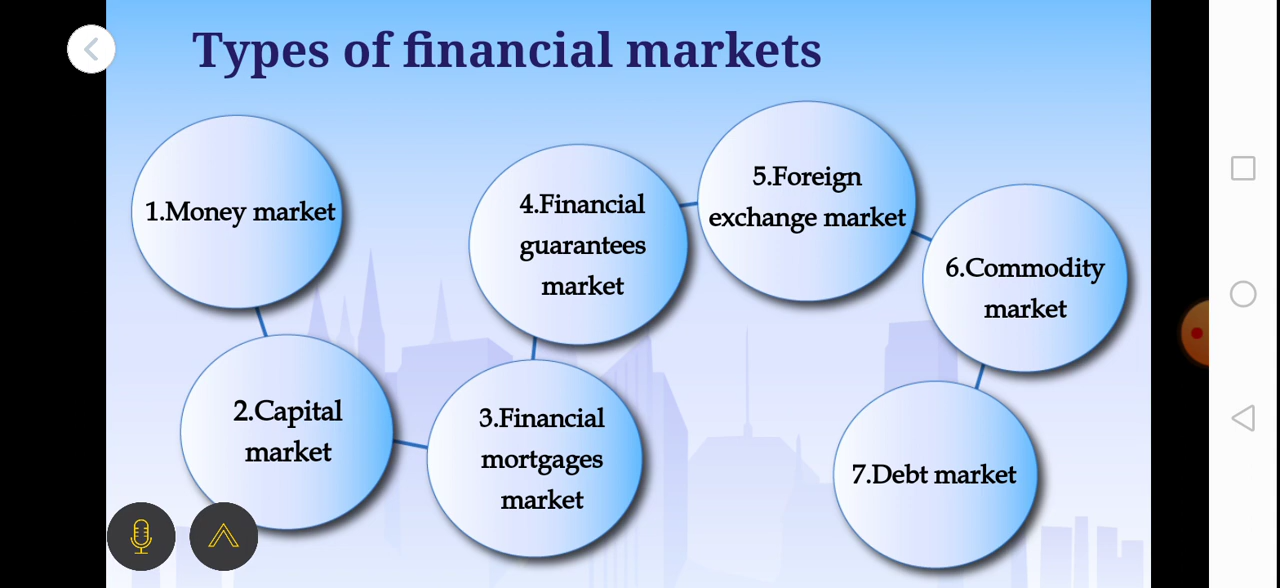 Types of financial markets
1.Money market
2.Capital
market
3.Financial
mortgages
market
4.Financial
guarantees
market
5.Foreign
exchange market
6.Commodity
market
7.Debt market